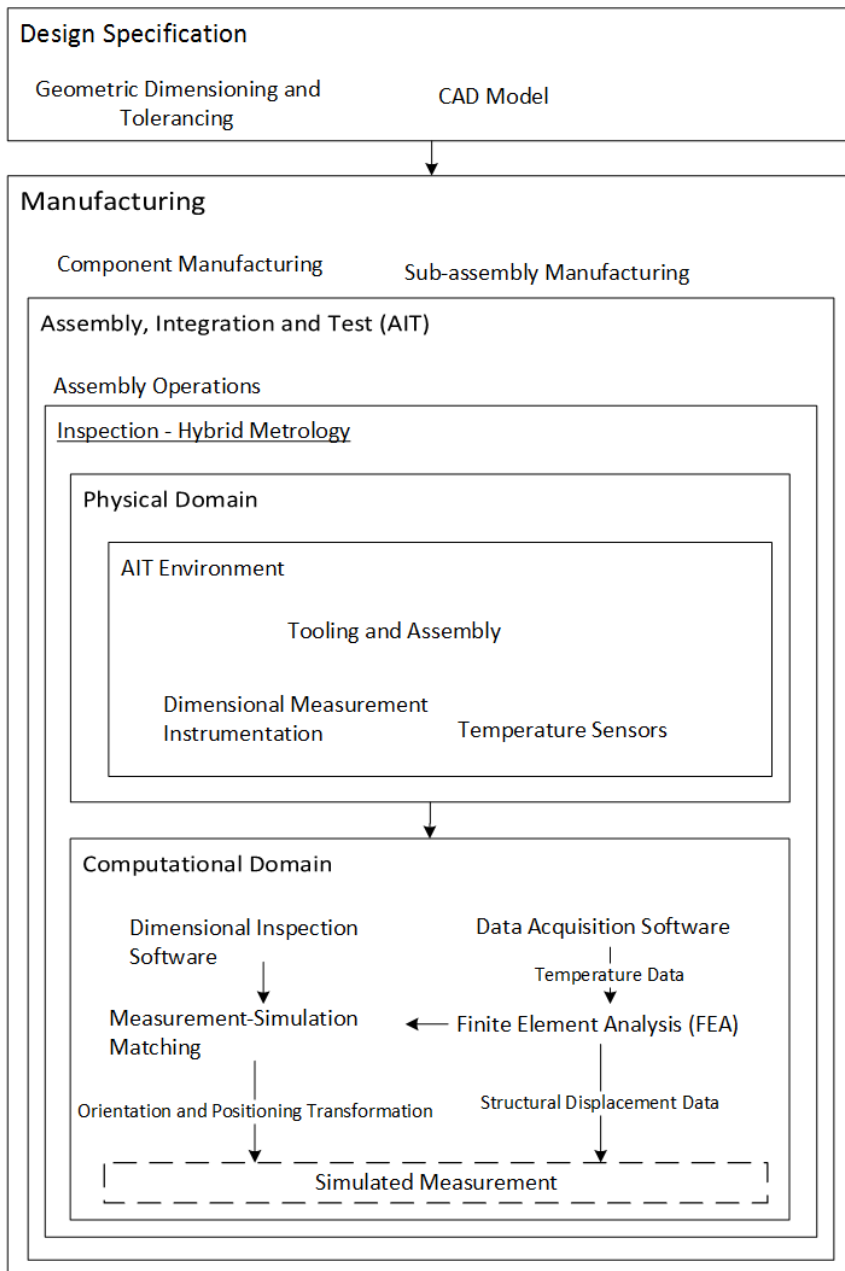 Design Specification
Geometric Dimensioning and
Tolerancing
CAD Model
Manufacturing
Component Manufacturing
Sub-assembly Manufacturing
Assembly, Integration and Test (AIT)
Assembly Operations
Inspection - Hybrid Metrology
Physical Domain
AIT Environment
Tooling and Assembly
Dimensional Measurement
Instrumentation
Temperature Sensors
Computational Domain
Dimensional Inspection
Software
Data Acquisition Software
Temperature Data
Measurement-Simulation
Matching
Finite Element Analysis (FEA)
Orientation and Positioning Transformation
Structural Displacement Data
Simulated Measurement